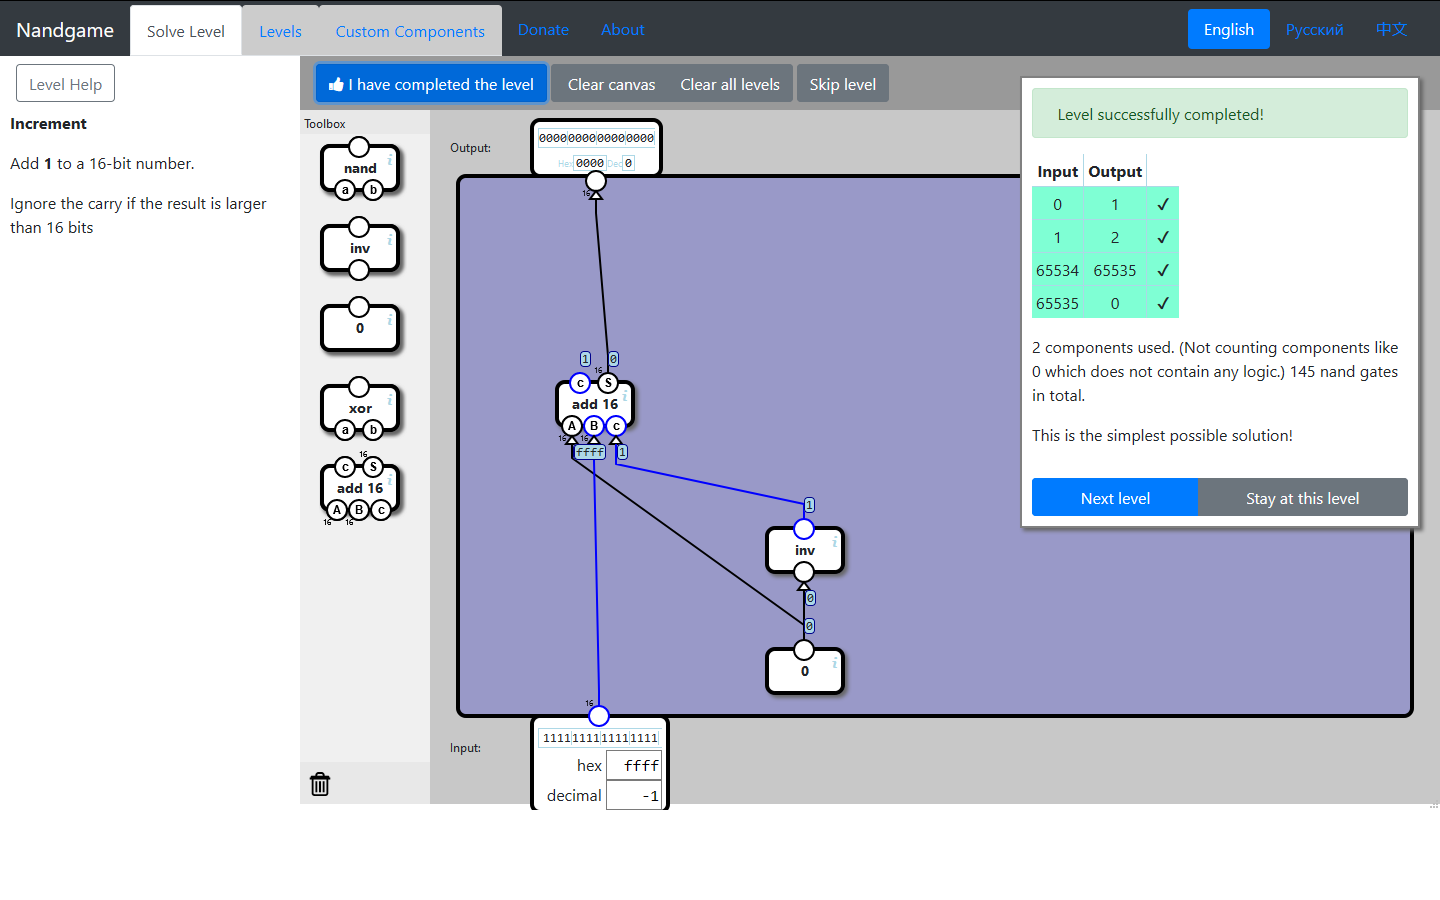 Nandgame
Solve Level
Levels
Custom Components
Donate
About
English
Русский
中文
Level Help
Increment
Add 1 to a 16-bit number.
Ignore the carry if the result is larger
than 16 bits
I have completed the level
Clear canvas
Clear all levels
Skip level
Toolbox
nand
a b
inv
0
xor
a b
16
c S
add 16
A B c
16 16
Output:
0000000000000000
Hex 0000 Dec 0
16
1 0
16
c S
add 16
A B c
16 16
ffff 1
1
inv
0
0
0
16
Input:
1111111111111111
hex ffff
decimal -1
Level successfully completed!
Input Output
0 1 ✓
1 2 ✓
65534 65535 ✓
65535 0 ✓
2 components used. (Not counting components like
0 which does not contain any logic.) 145 nand gates
in total.
This is the simplest possible solution!
Next level
Stay at this level